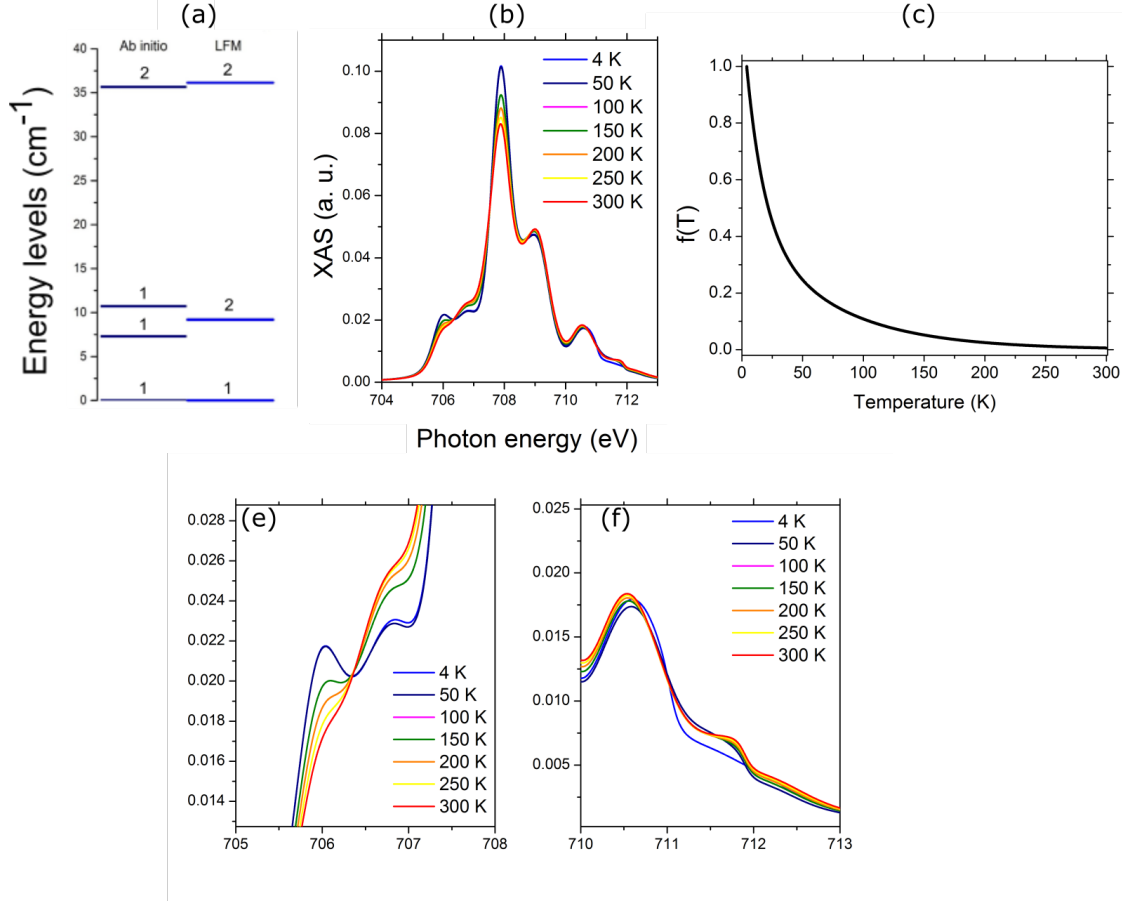 (a)
(b)
(c)
Energy levels (cm⁻¹)
Ab initio LFM
40
35
30
25
20
15
10
5
0
2 2
1 2
1
1 1
XAS (a. u.)
0.10
0.08
0.06
0.04
0.02
0.00
704 706 708 710 712
4 K
50 K
100 K
150 K
200 K
250 K
300 K
Photon energy (eV)
f(T)
1.0
0.8
0.6
0.4
0.2
0.0
0 50 100 150 200 250 300
Temperature (K)
(e)
0.028
0.026
0.024
0.022
0.020
0.018
0.016
0.014
705 706 707 708
4 K
50 K
100 K
150 K
200 K
250 K
300 K
(f)
0.025
0.020
0.015
0.010
0.005
710 711 712 713
4 K
50 K
100 K
150 K
200 K
250 K
300 K